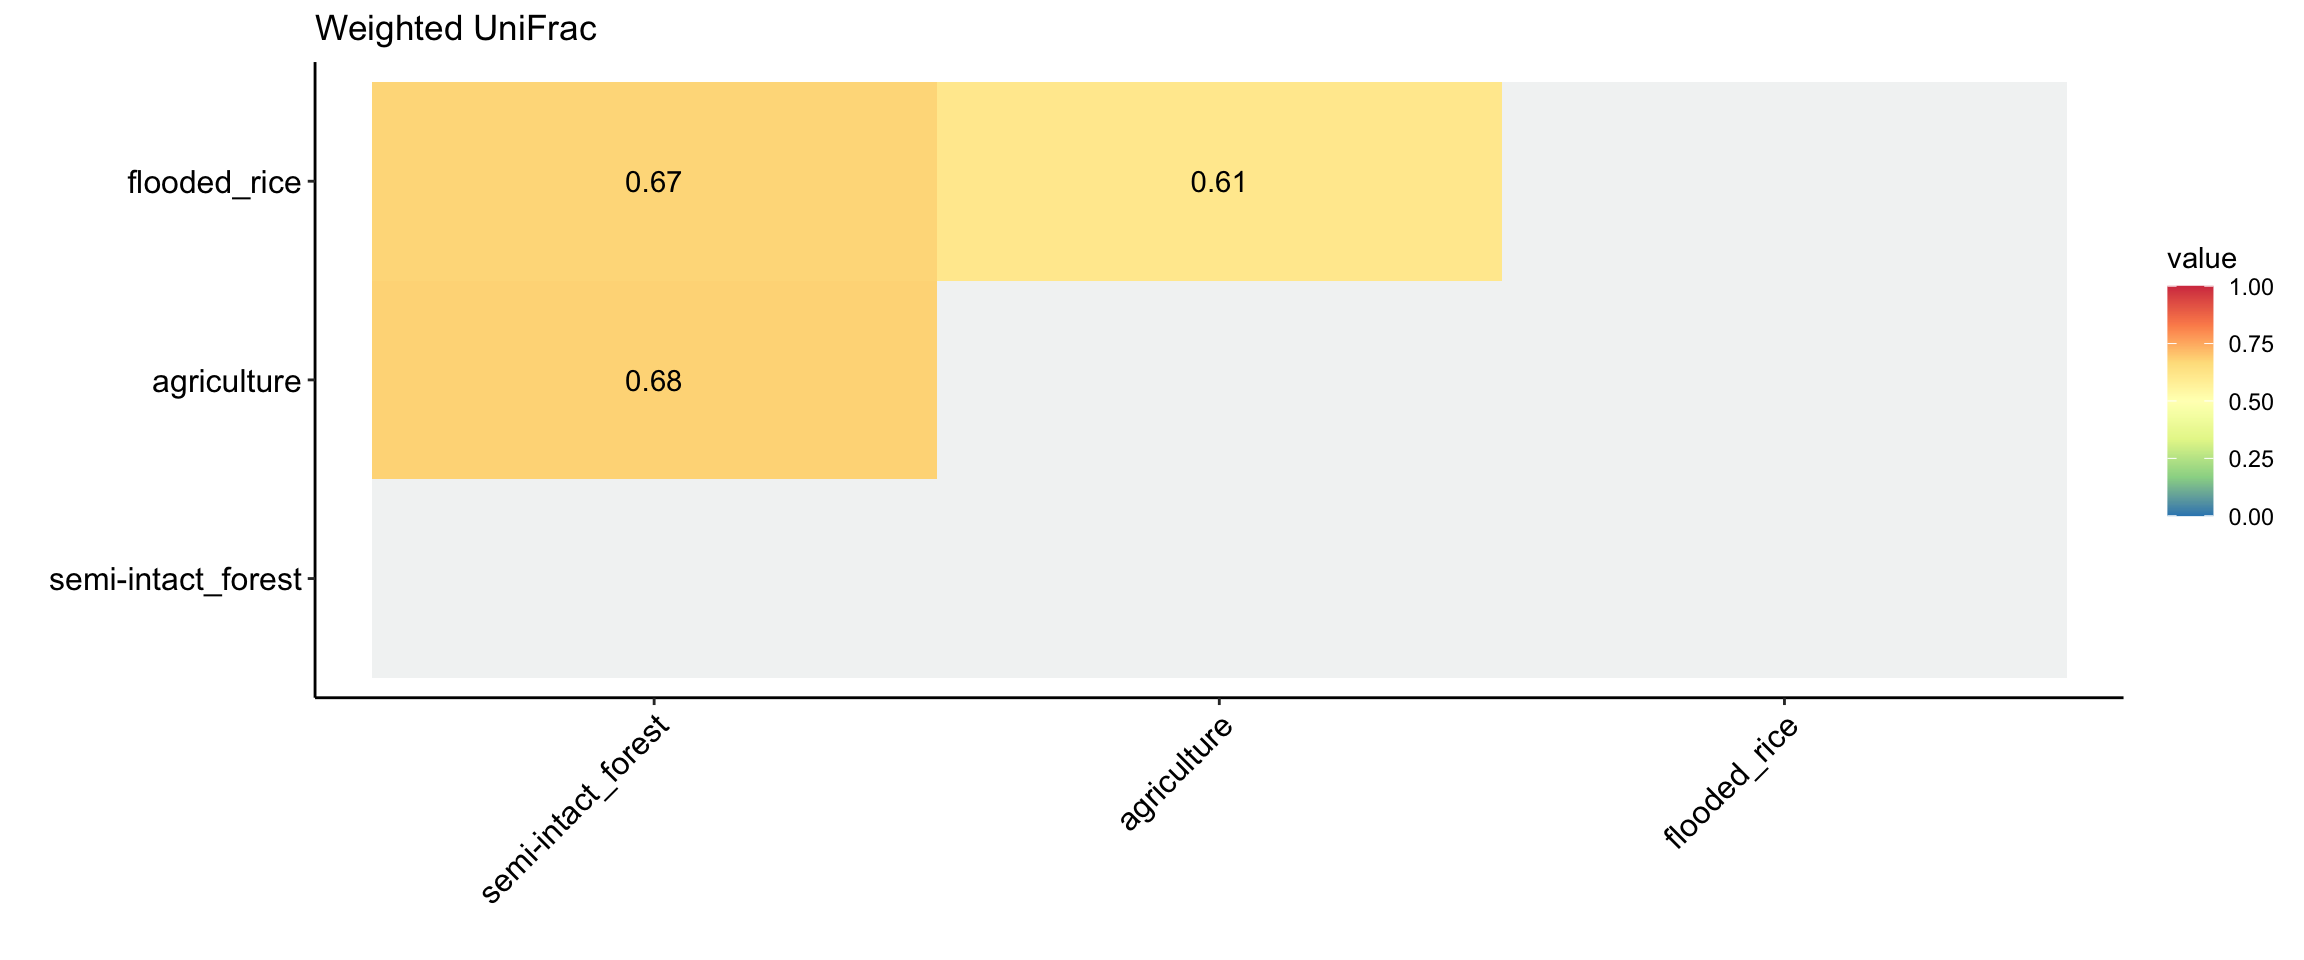 Weighted UniFrac
flooded_rice
0.67
0.61
agriculture
0.68
semi-intact_forest
semi-intact_forest
agriculture
flooded_rice
value
1.00
0.75
0.50
0.25
0.00